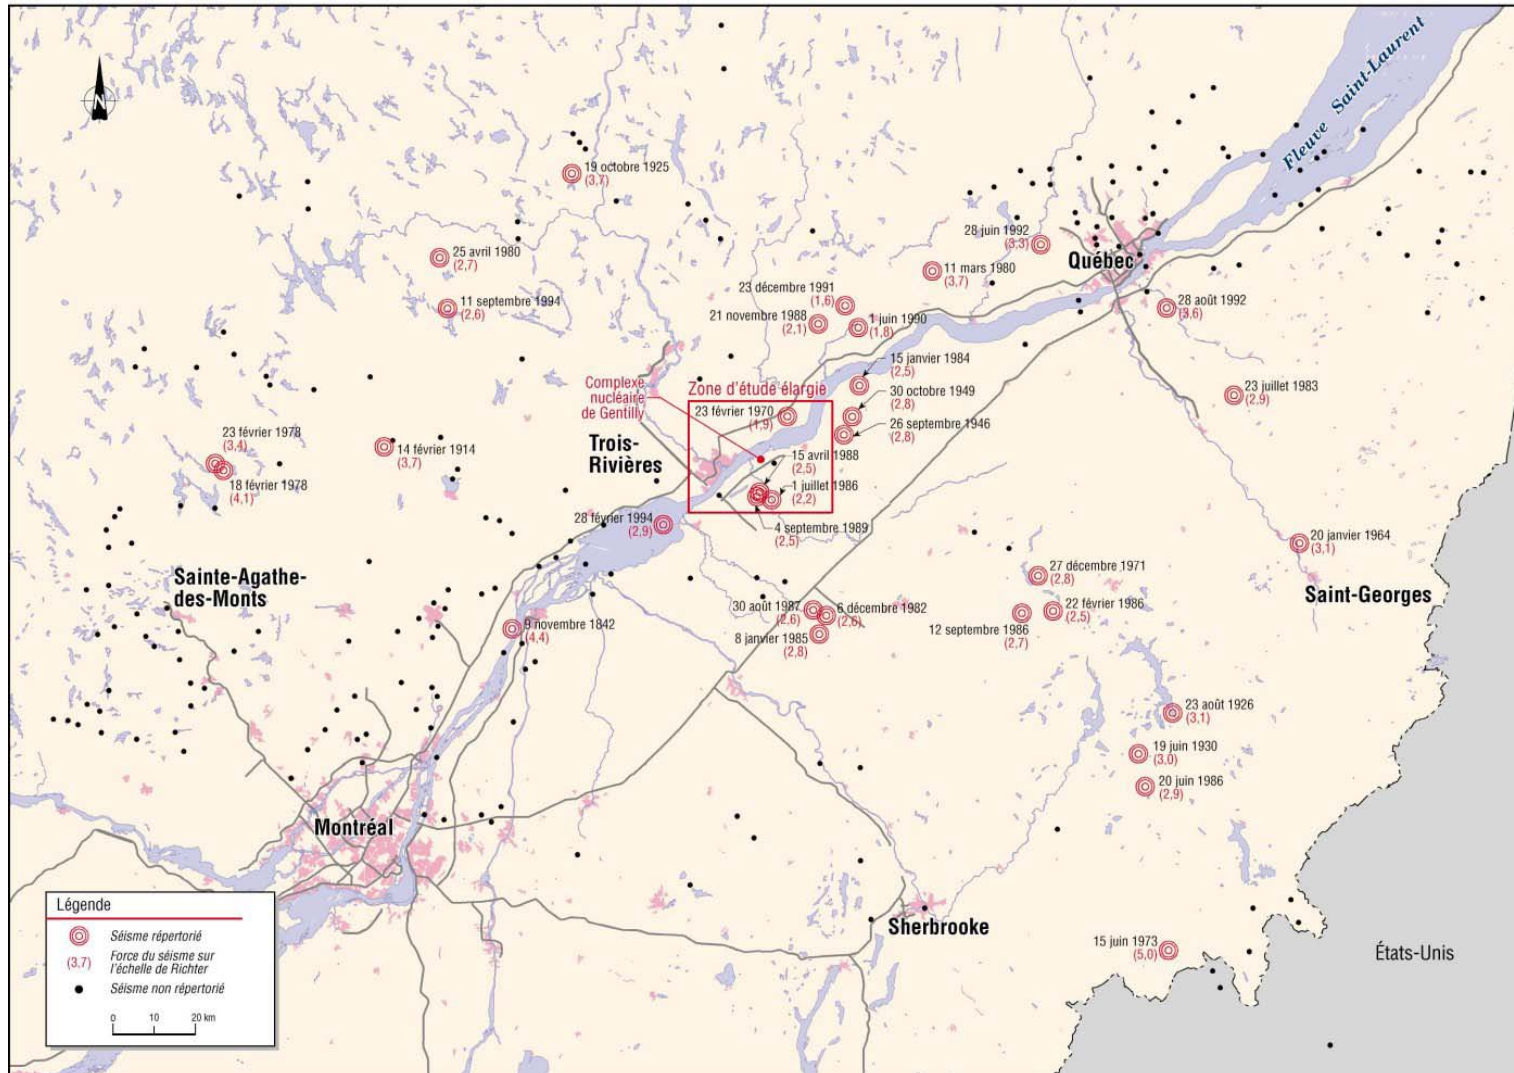 Fleuve Saint-Laurent
N
19 octobre 1925
(3,7)
25 avril 1980
(2,7)
11 septembre 1994
(2,6)
28 juin 1992
(3,3)
Québec
11 mars 1980
(3,7)
23 décembre 1991
(1,6)
21 novembre 1988
(2,1)
1 juin 1990
(1,8)
28 août 1992
(3,6)
15 janvier 1984
(2,5)
Complexe
nucléaire
de Gentilly
Zone d'étude élargie
30 octobre 1949
(2,8)
23 juillet 1983
(2,9)
23 février 1970
(1,9)
26 septembre 1946
(2,8)
23 février 1978
(3,4)
14 février 1914
(3,7)
Trois-
Rivières
15 avril 1988
(2,5)
18 février 1978
(4,1)
1 juillet 1986
(2,2)
28 février 1994
(2,9)
4 septembre 1989
(2,5)
20 janvier 1964
(3,1)
Sainte-Agathe-
des-Monts
27 décembre 1971
(2,8)
Saint-Georges
30 août 1987
(2,6)
6 décembre 1982
(2,6)
22 février 1986
(2,5)
9 novembre 1842
(4,4)
8 janvier 1985
(2,8)
12 septembre 1986
(2,7)
23 août 1926
(3,1)
19 juin 1930
(3,0)
20 juin 1986
(2,9)
Montréal
Sherbrooke
15 juin 1973
(5,0)
États-Unis
Légende
Séisme répertorié
(3,7) Force du séisme sur
l'échelle de Richter
Séisme non répertorié
0 10 20 km